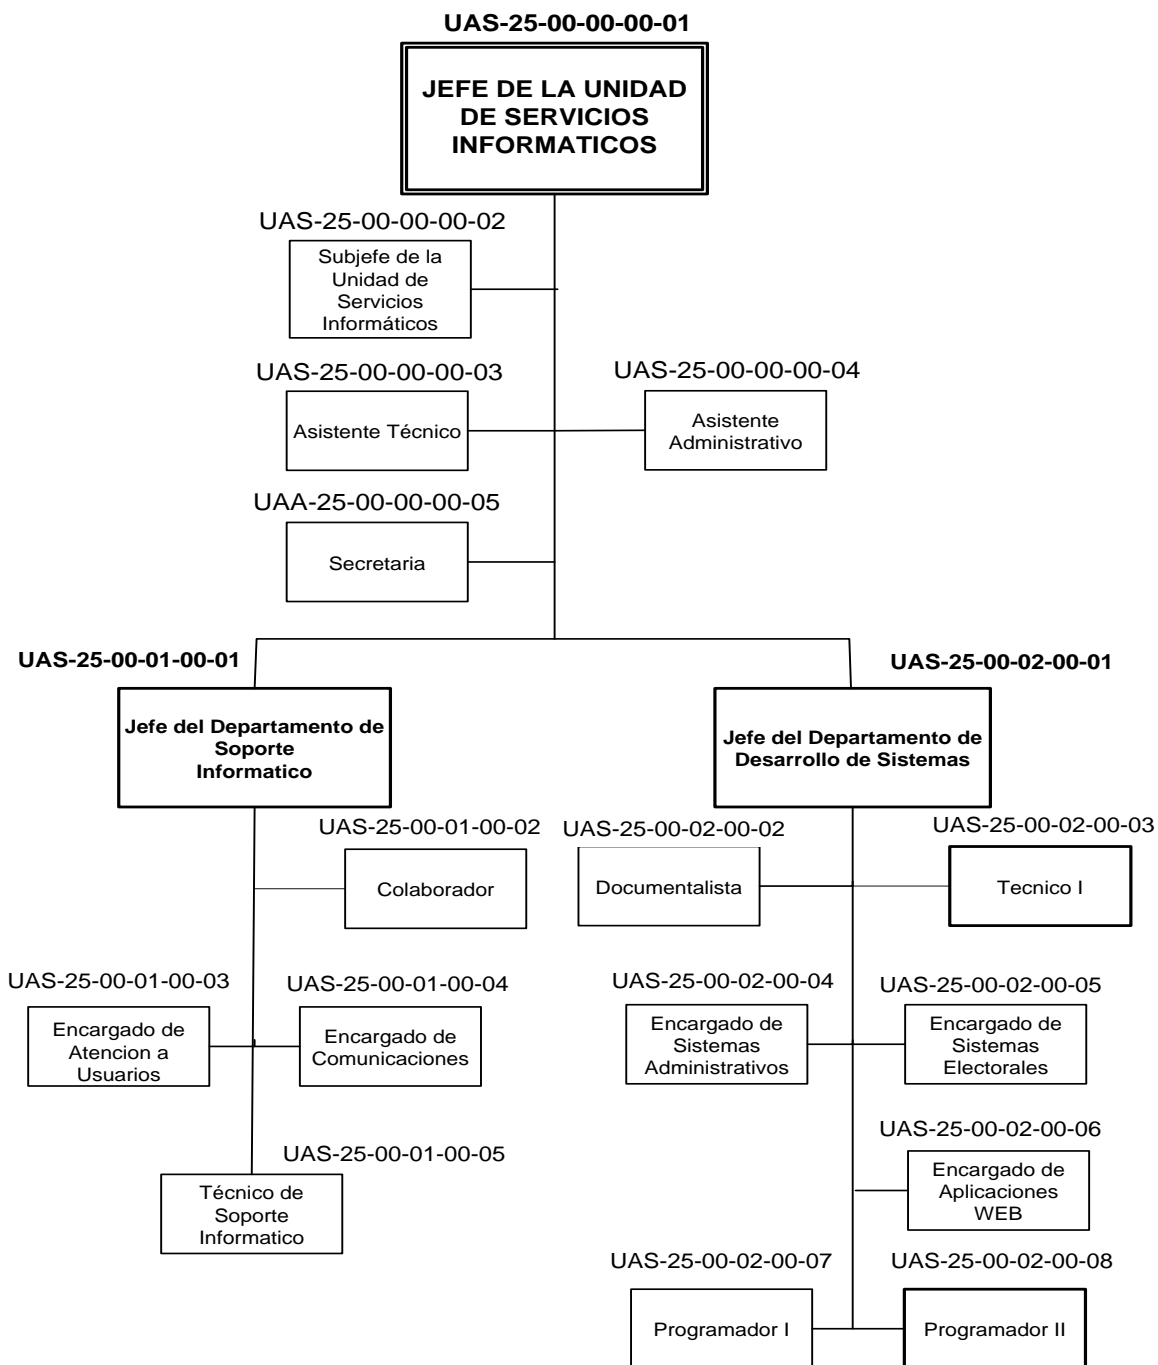 UAS-25-00-00-00-01
JEFE DE LA UNIDAD
DE SERVICIOS
INFORMATICOS
UAS-25-00-00-00-02
Subjefe de la
Unidad de
Servicios
Informáticos
UAS-25-00-00-00-03
Asistente Técnico
UAS-25-00-00-00-04
Asistente
Administrativo
UAA-25-00-00-00-05
Secretaria
UAS-25-00-01-00-01
Jefe del Departamento de
Soporte
Informatico
UAS-25-00-02-00-01
Jefe del Departamento de
Desarrollo de Sistemas
UAS-25-00-01-00-02
Colaborador
UAS-25-00-02-00-02
Documentalista
UAS-25-00-02-00-03
Tecnico I
UAS-25-00-01-00-03
Encargado de
Atencion a
Usuarios
UAS-25-00-01-00-04
Encargado de
Comunicaciones
UAS-25-00-02-00-04
Encargado de
Sistemas
Administrativos
UAS-25-00-02-00-05
Encargado de
Sistemas
Electorales
UAS-25-00-01-00-05
Técnico de
Soporte
Informatico
UAS-25-00-02-00-06
Encargado de
Aplicaciones
WEB
UAS-25-00-02-00-07
Programador I
UAS-25-00-02-00-08
Programador II